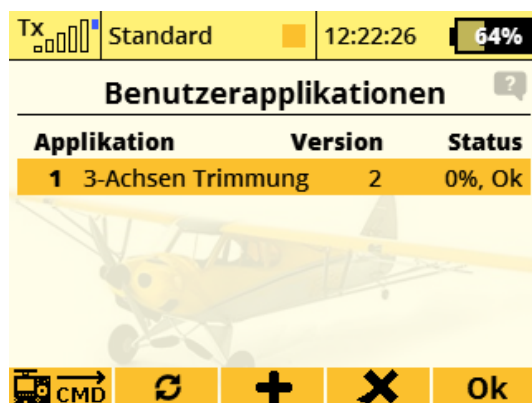 Tx Standard 12:22:26 64%
Benutzerapplikationen ?
Applikation Version Status
1 3-Achsen Trimmung 2 0%, Ok
CMD Ok